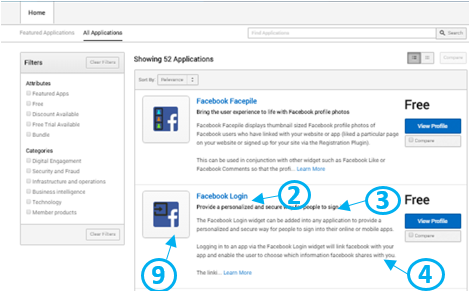 Home
Featured Applications
All Applications
Find Applications
Search
Filters
Clear Filters
Attributes
Featured Apps
Free
Discount Available
Free Trial Available
Bundle
Categories
Digital Engagement
Security and Fraud
Infrastructure and operations
Business intelligence
Technology
Member products
Clear Filters
Showing 52 Applications
Compare
Sort By Relevance
Facebook Facepile
Bring the user experience to life with Facebook profile photos
Facebook Facepile displays thumbnail sized Facebook profile photos of
Facebook users who have linked with your website or app (liked a particular page
on your website or signed up for your site via the Registration Plugin).
This can be used in conjunction with other widget such as Facebook Like or
Facebook Comments so that the profi... Learn More
Free
View Profile
Compare
Facebook Login
2
Provide a personalized and secure way for people to sign
3
The Facebook Login widget can be added into any application to provide a
personalized and secure way for people to sign into their online or mobile apps.
Logging in to an app via the Facebook Login widget will link facebook with your
app and enable the user to choose which information facebook shares with you.
The linki... Learn More
Free
View Profile
Compare
9
4